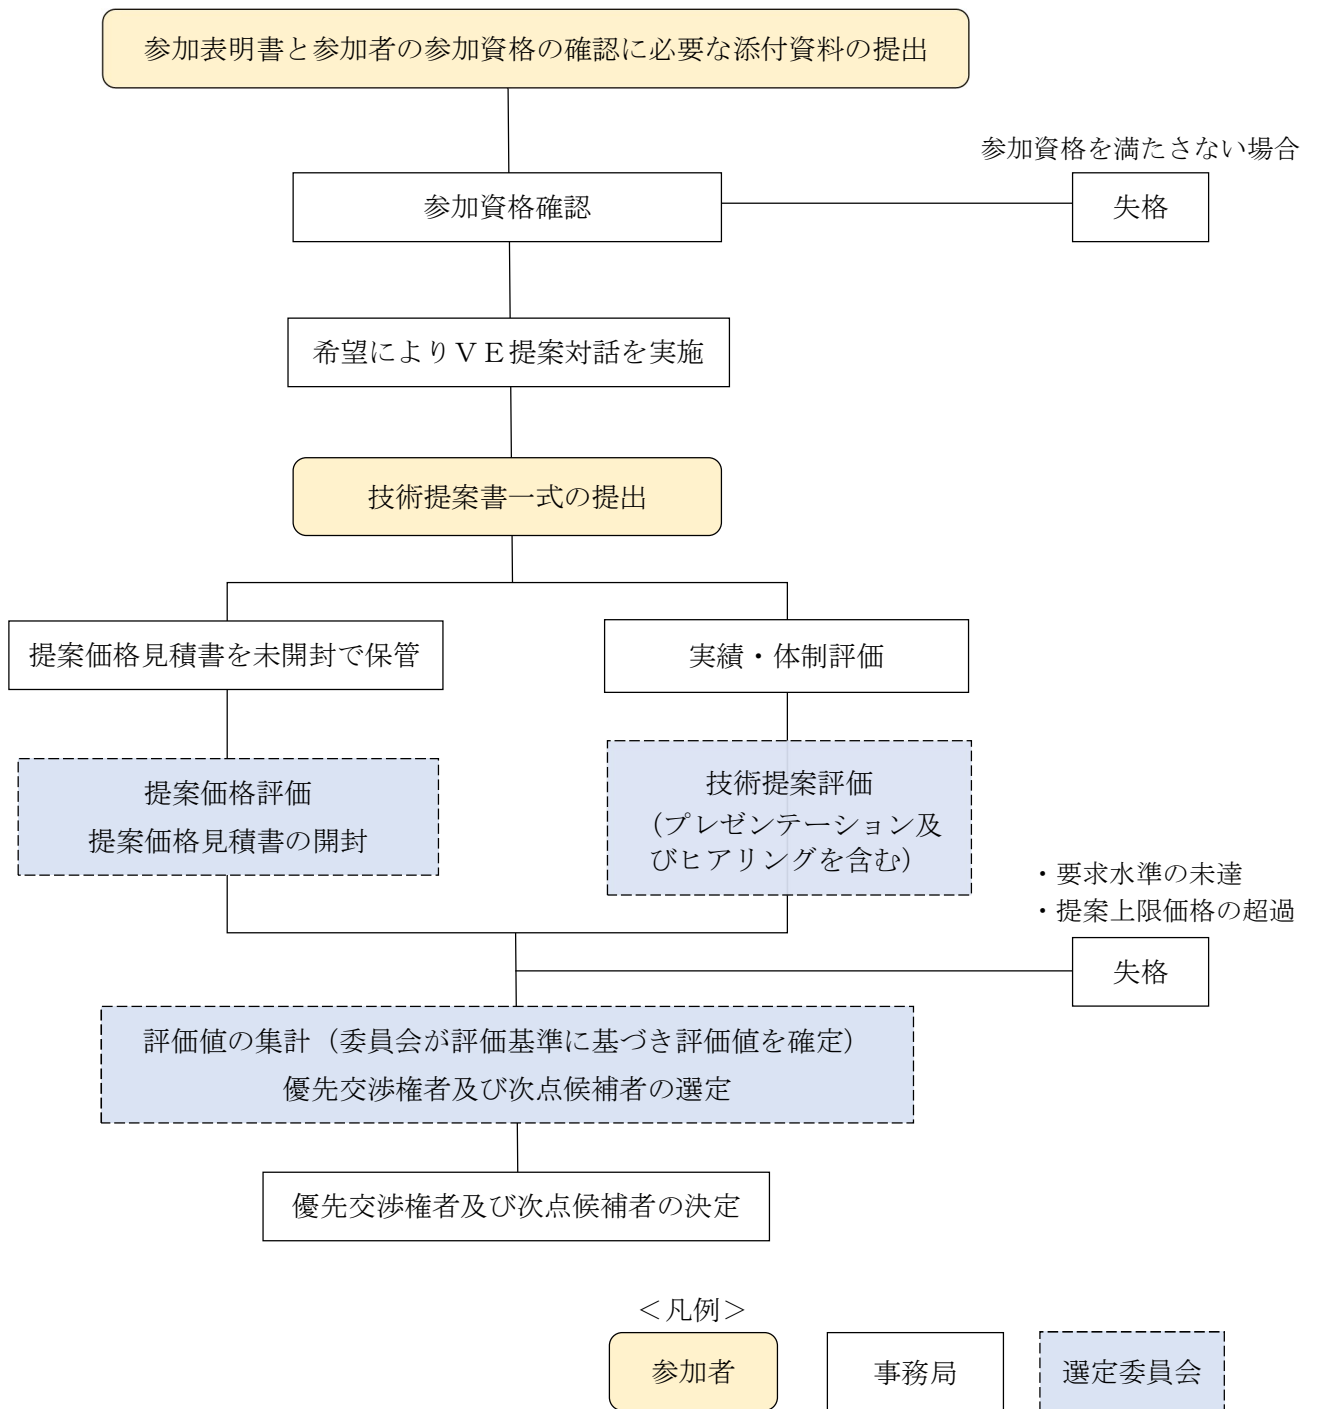 参加表明書と参加者の参加資格の確認に必要な添付資料の提出
参加資格を満たさない場合
参加資格確認
失格
希望によりＶＥ提案対話を実施
技術提案書一式の提出
提案価格見積書を未開封で保管
実績・体制評価
提案価格評価
提案価格見積書の開封
技術提案評価
（プレゼンテーション及
びヒアリングを含む）
・要求水準の未達
・提案上限価格の超過
失格
評価値の集計（委員会が評価基準に基づき評価値を確定）
優先交渉権者及び次点候補者の選定
優先交渉権者及び次点候補者の決定
＜凡例＞
参加者
事務局
選定委員会